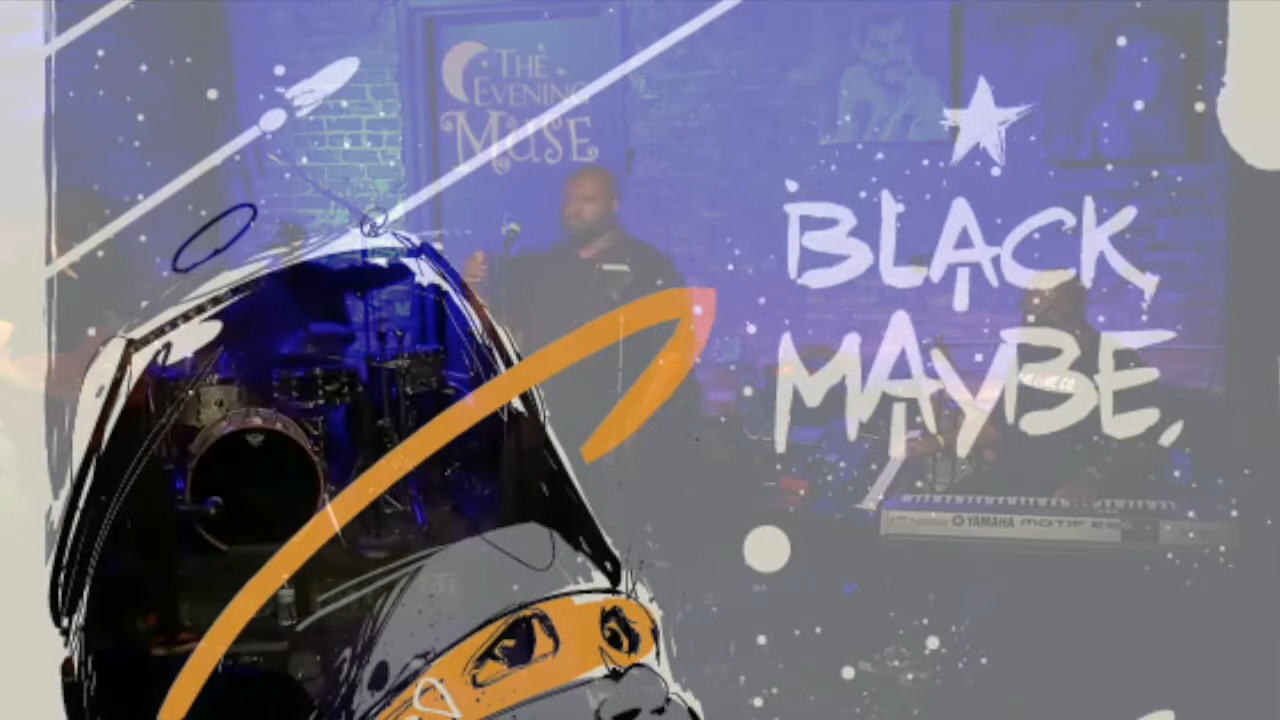 THE
EVENING
MUSE
BLACK,
MAYBE,
YAMAHA MOTIF ES